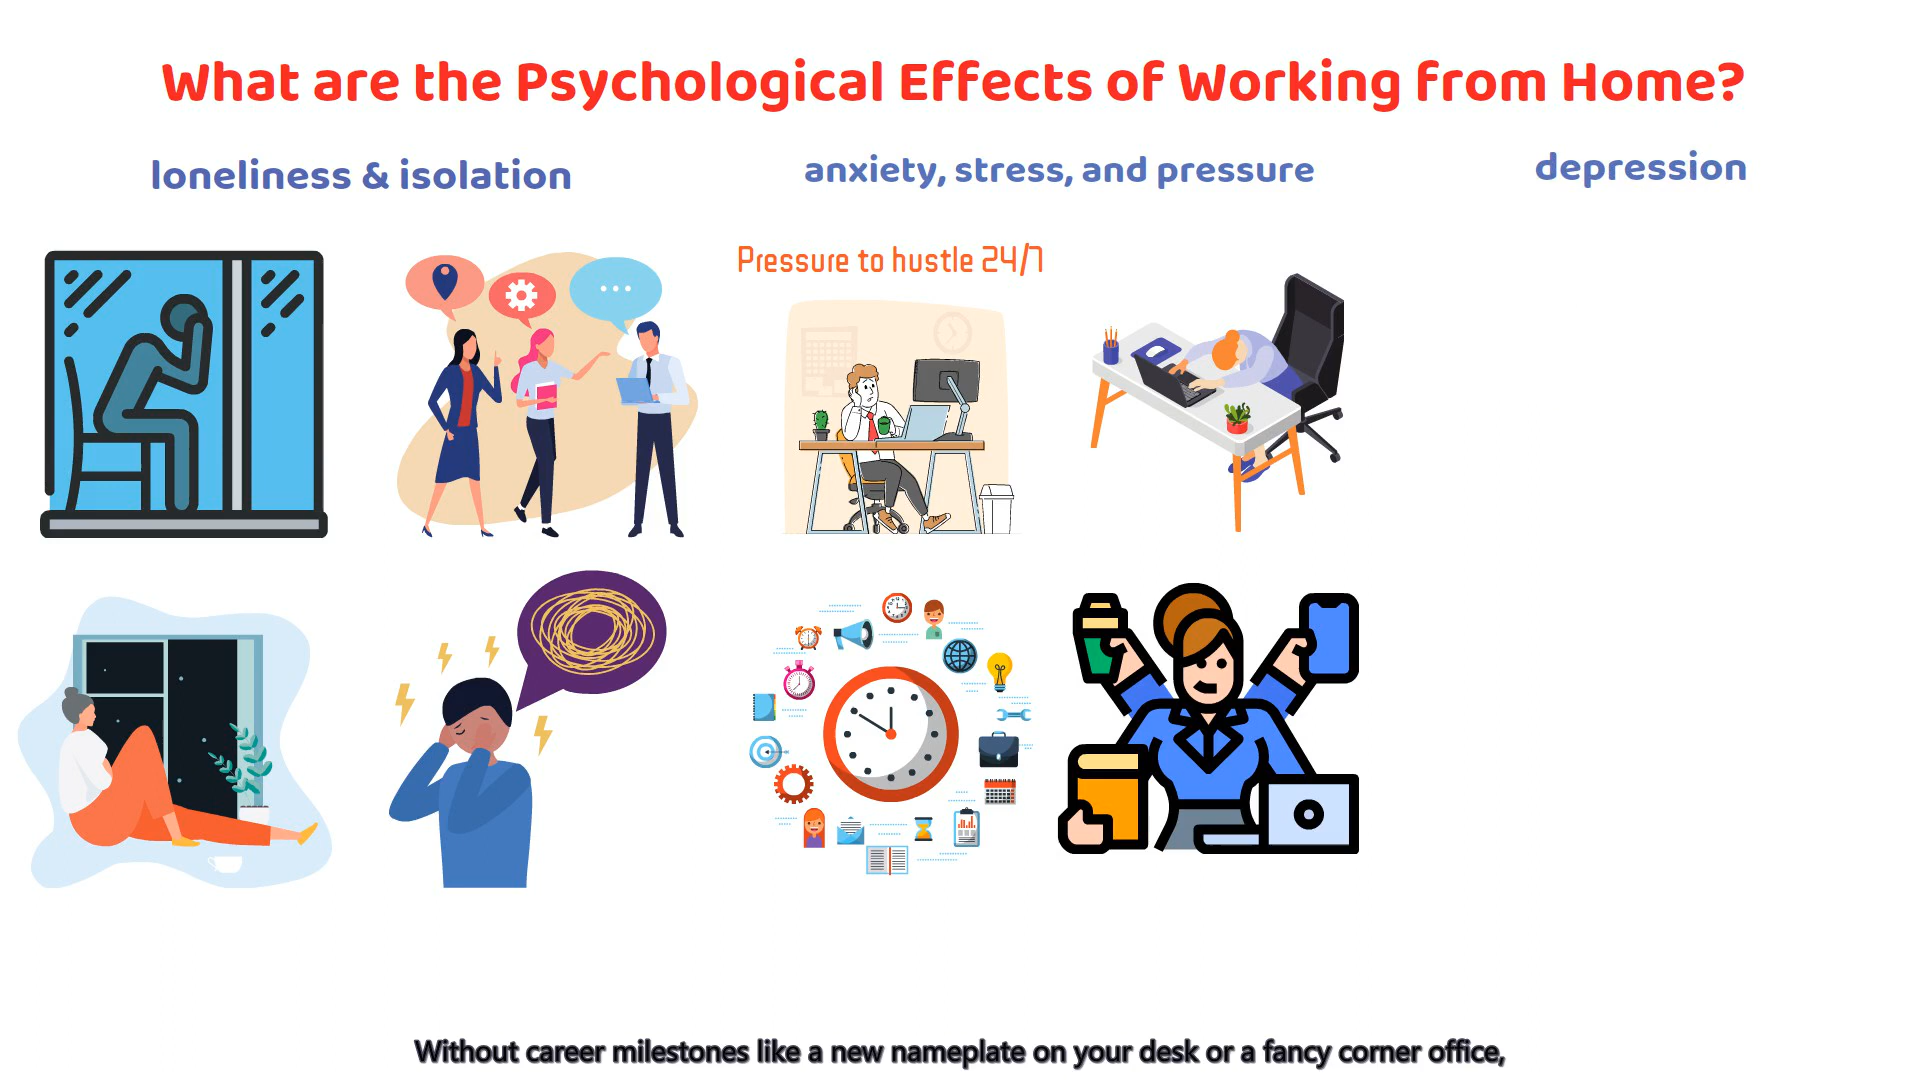 What are the Psychological Effects of Working from Home?
loneliness & isolation
anxiety, stress, and pressure
depression
Pressure to hustle 24/7
Without career milestones like a new nameplate on your desk or a fancy corner office,